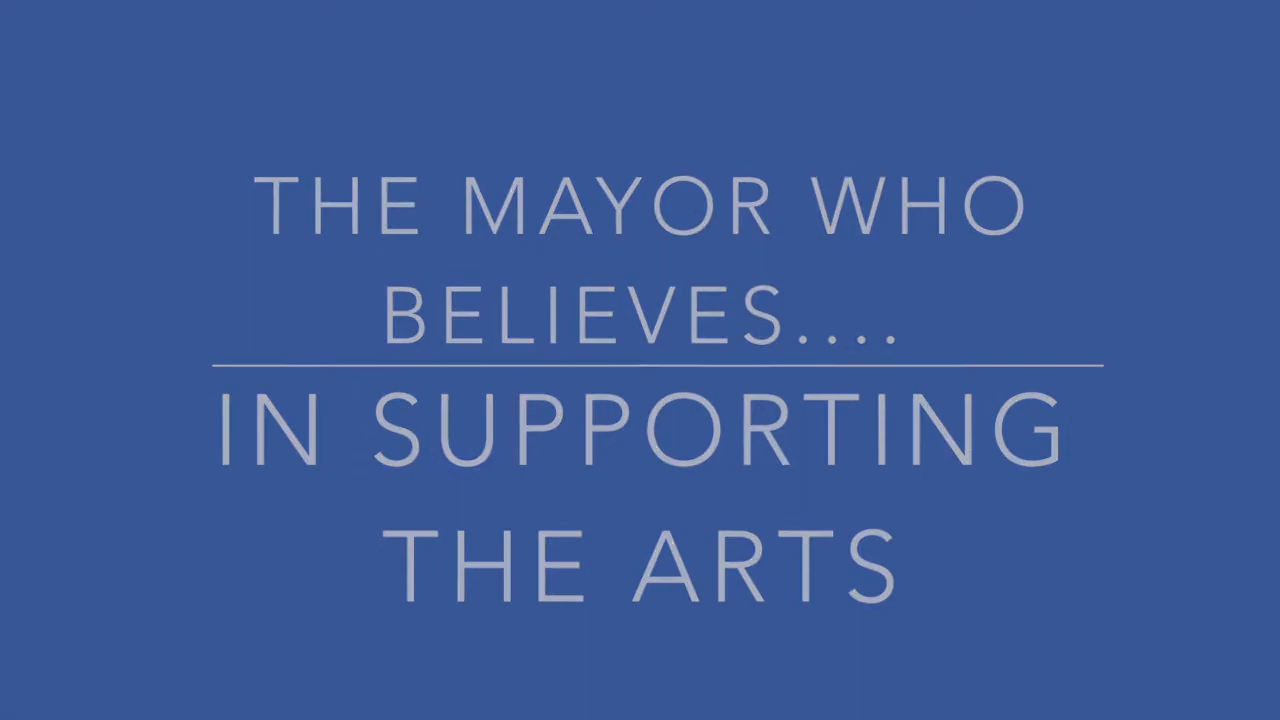 THE MAYOR WHO
BELIEVES....
IN SUPPORTING
THE ARTS